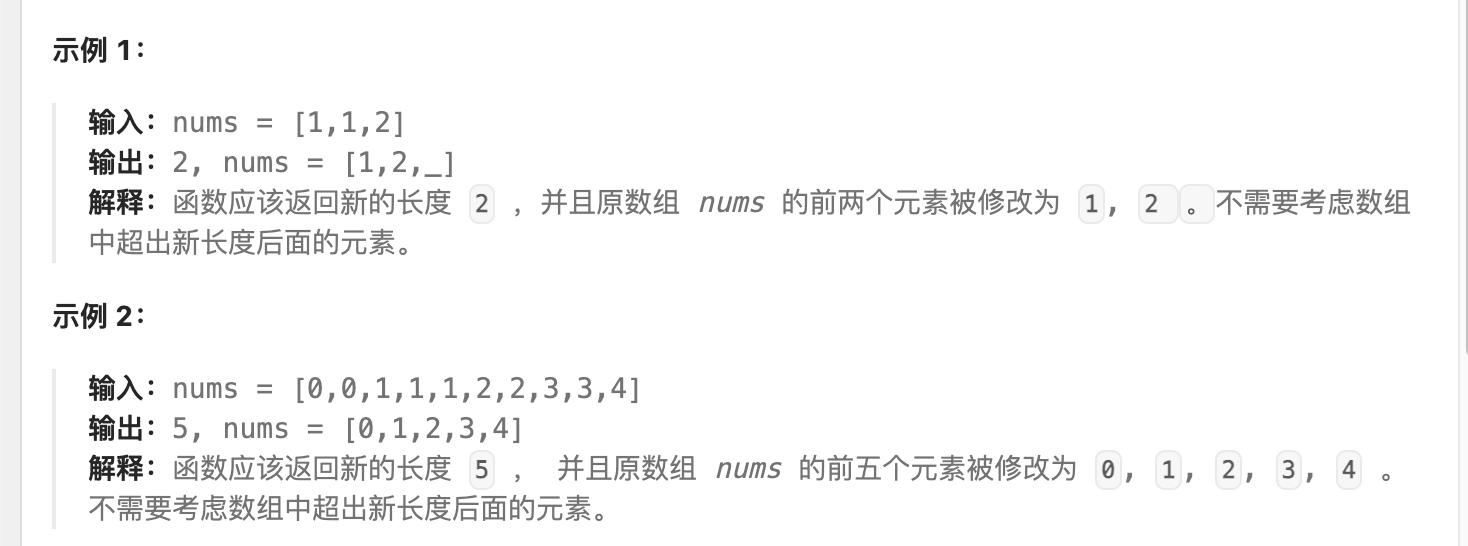 示例 1:
输入：nums = [1,1,2]
输出：2, nums = [1,2,_]
解释：函数应该返回新的长度 2 ，并且原数组 nums 的前两个元素被修改为 1, 2 。不需要考虑数组
中超出新长度后面的元素。
示例 2:
输入：nums = [0,0,1,1,1,2,2,3,3,4]
输出：5, nums = [0,1,2,3,4]
解释：函数应该返回新的长度 5 ， 并且原数组 nums 的前五个元素被修改为 0, 1, 2, 3, 4 。
不需要考虑数组中超出新长度后面的元素。